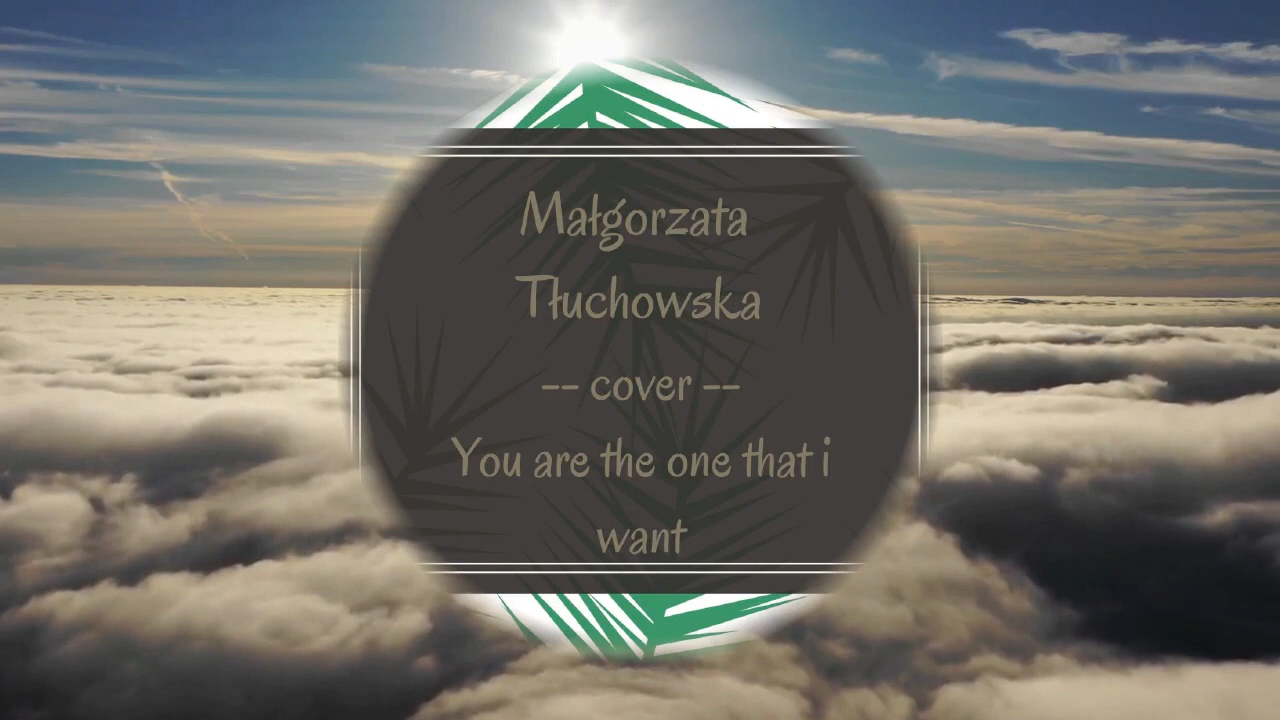 Małgorzata
Tłuchowska
-- cover --
You are the one that i
want